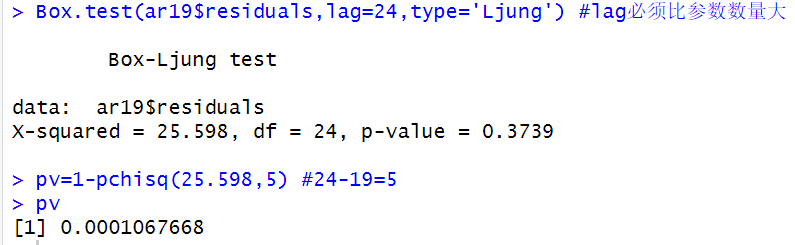 > Box.test(ar19$residuals,lag=24,type='Ljung') #lag必须比参数数量大
Box-Ljung test
data:  ar19$residuals
X-squared = 25.598, df = 24, p-value = 0.3739
> pv=1-pchisq(25.598,5) #24-19=5
> pv
[1] 0.0001067668